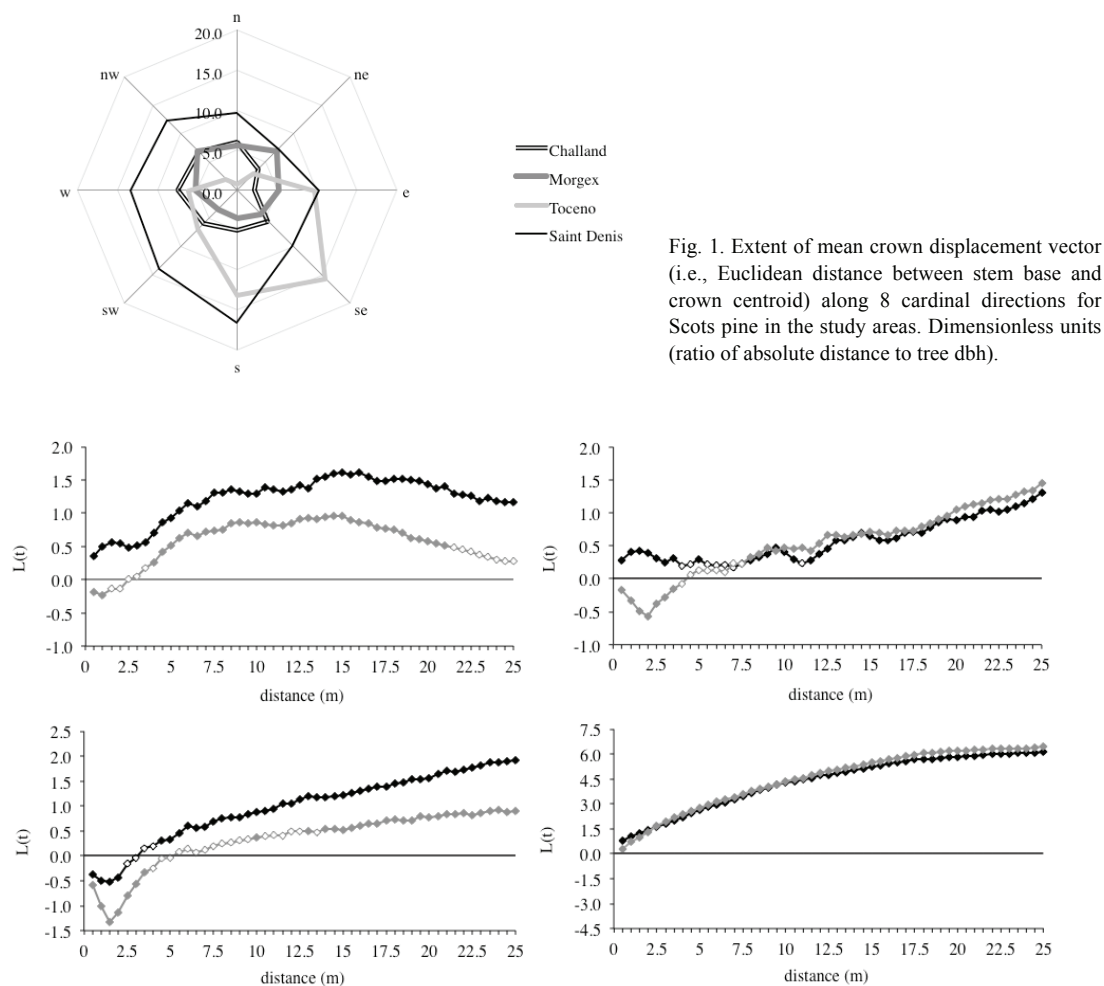 n
20.0
nw
ne
15.0
10.0
5.0
w
0.0
e
sw
se
s
Challand
Morgex
Toceno
Saint Denis
Fig. 1. Extent of mean crown displacement vector
(i.e., Euclidean distance between stem base and
crown centroid) along 8 cardinal directions for
Scots pine in the study areas. Dimensionless units
(ratio of absolute distance to tree dbh).
2.0
1.5
1.0
0.5
0.0
-0.5
-1.0
L(t)
0 2.5 5 7.5 10 12.5 15 17.5 20 22.5 25
distance (m)
2.0
1.5
1.0
0.5
0.0
-0.5
-1.0
L(t)
0 2.5 5 7.5 10 12.5 15 17.5 20 22.5 25
distance (m)
2.5
2.0
1.5
1.0
0.5
0.0
-0.5
-1.0
-1.5
L(t)
0 2.5 5 7.5 10 12.5 15 17.5 20 22.5 25
distance (m)
7.5
6.0
4.5
3.0
1.5
0.0
-1.5
-3.0
-4.5
L(t)
0 2.5 5 7.5 10 12.5 15 17.5 20 22.5 25
distance (m)